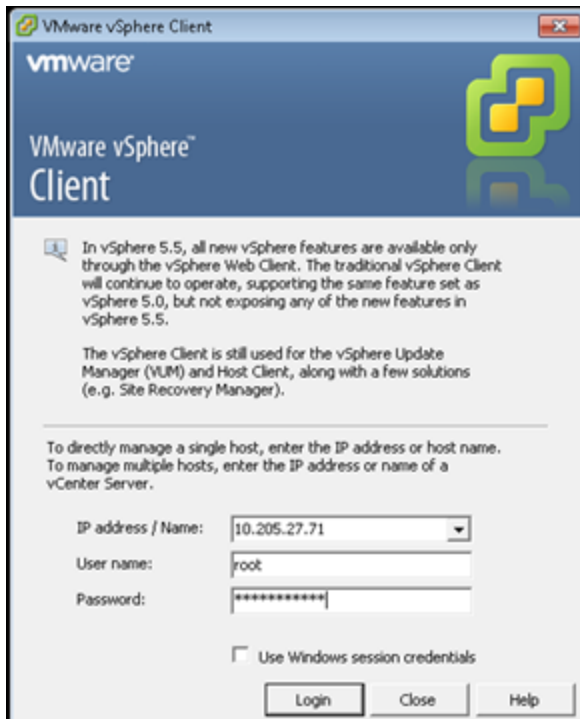 VMware vSphere Client
vmware
VMware vSphere™
Client
In vSphere 5.5, all new vSphere features are available only
through the vSphere Web Client. The traditional vSphere Client
will continue to operate, supporting the same feature set as
vSphere 5.0, but not exposing any of the new features in
vSphere 5.5.
The vSphere Client is still used for the vSphere Update
Manager (VUM) and Host Client, along with a few solutions
(e.g. Site Recovery Manager).
To directly manage a single host, enter the IP address or host name.
To manage multiple hosts, enter the IP address or name of a
vCenter Server.
IP address / Name: 10.205.27.71
User name: root
Password: ***********
Use Windows session credentials
Login Close Help